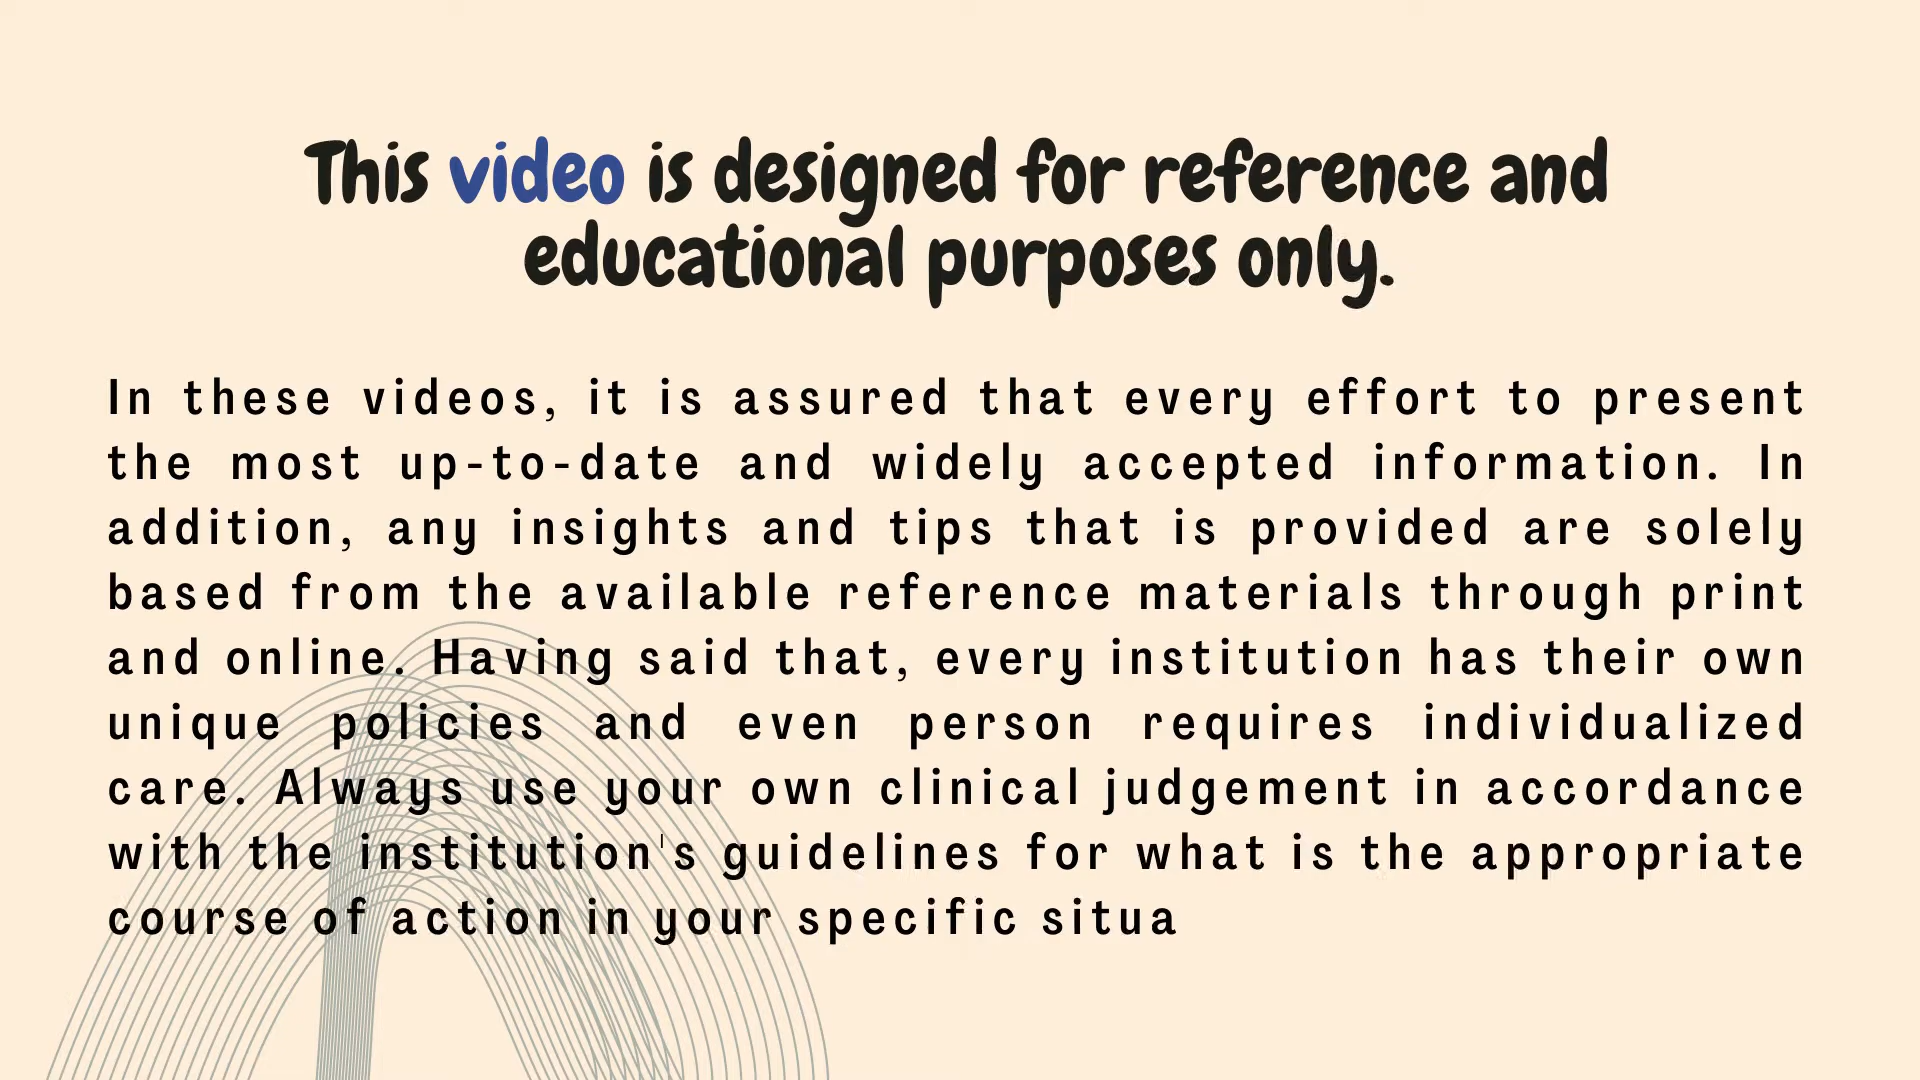 This video is designed for reference and
educational purposes only.
In these videos, it is assured that every effort to present
the most up-to-date and widely accepted information. In
addition, any insights and tips that is provided are solely
based from the available reference materials through print
and online. Having said that, every institution has their own
unique policies and even person requires individualized
care. Always use your own clinical judgement in accordance
with the institution's guidelines for what is the appropriate
course of action in your specific situa